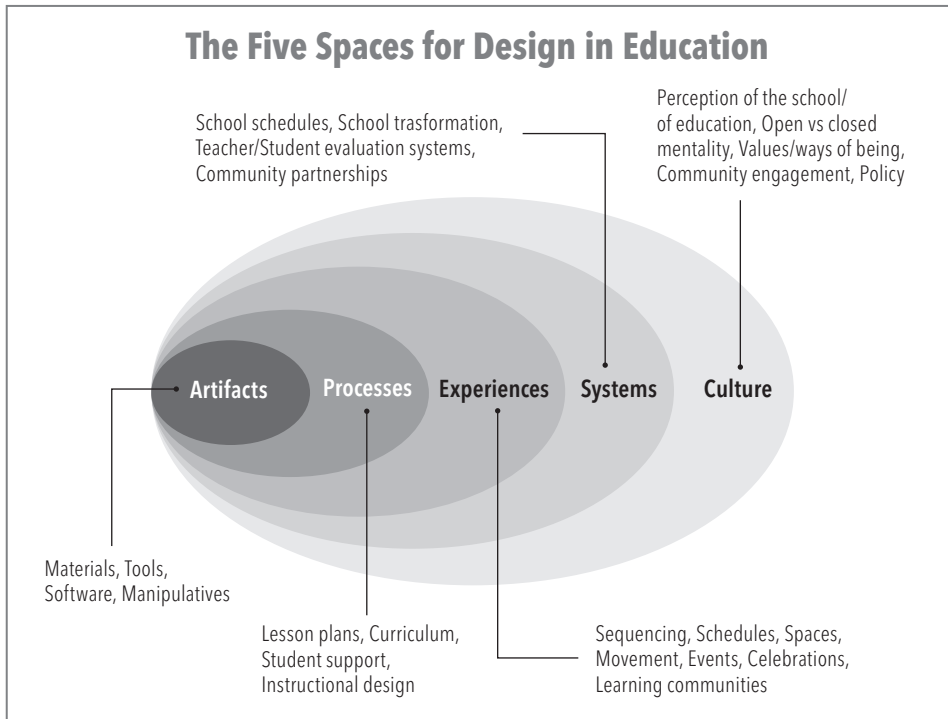 The Five Spaces for Design in Education
School schedules, School trasformation,
Teacher/Student evaluation systems,
Community partnerships
Perception of the school/
of education, Open vs closed
mentality, Values/ways of being,
Community engagement, Policy
Artifacts
Processes
Experiences
Systems
Culture
Materials, Tools,
Software, Manipulatives
Lesson plans, Curriculum,
Student support,
Instructional design
Sequencing, Schedules, Spaces,
Movement, Events, Celebrations,
Learning communities